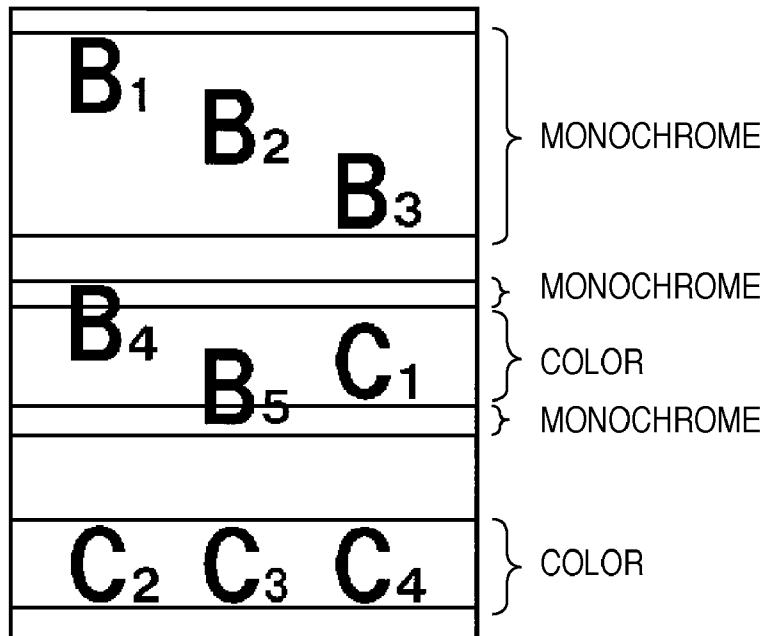 B1
B2
MONOCHROME
B3
MONOCHROME
B4
C1
COLOR
B5
MONOCHROME
C2 C3 C4
COLOR